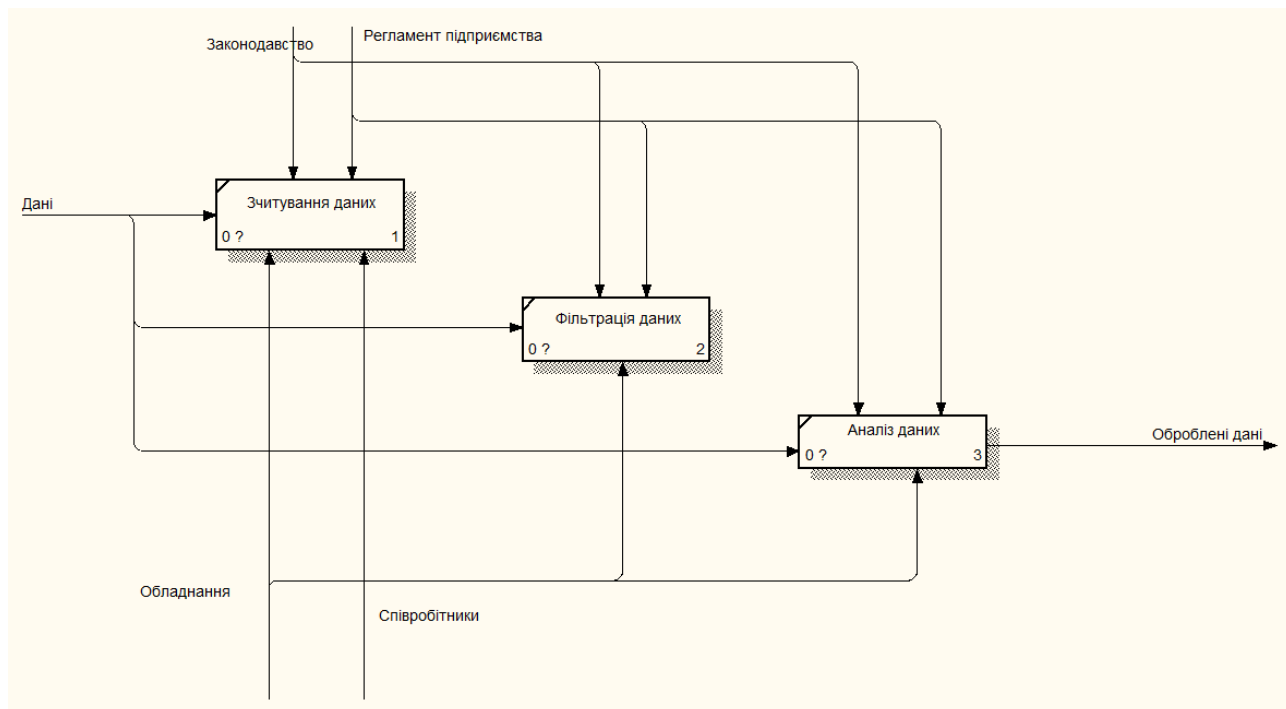 Законодавство
Регламент підприємства
Дані
Зчитування даних
0 ?
1
Фільтрація даних
0 ?
2
Аналіз даних
0 ?
3
Оброблені дані
Обладнання
Співробітники